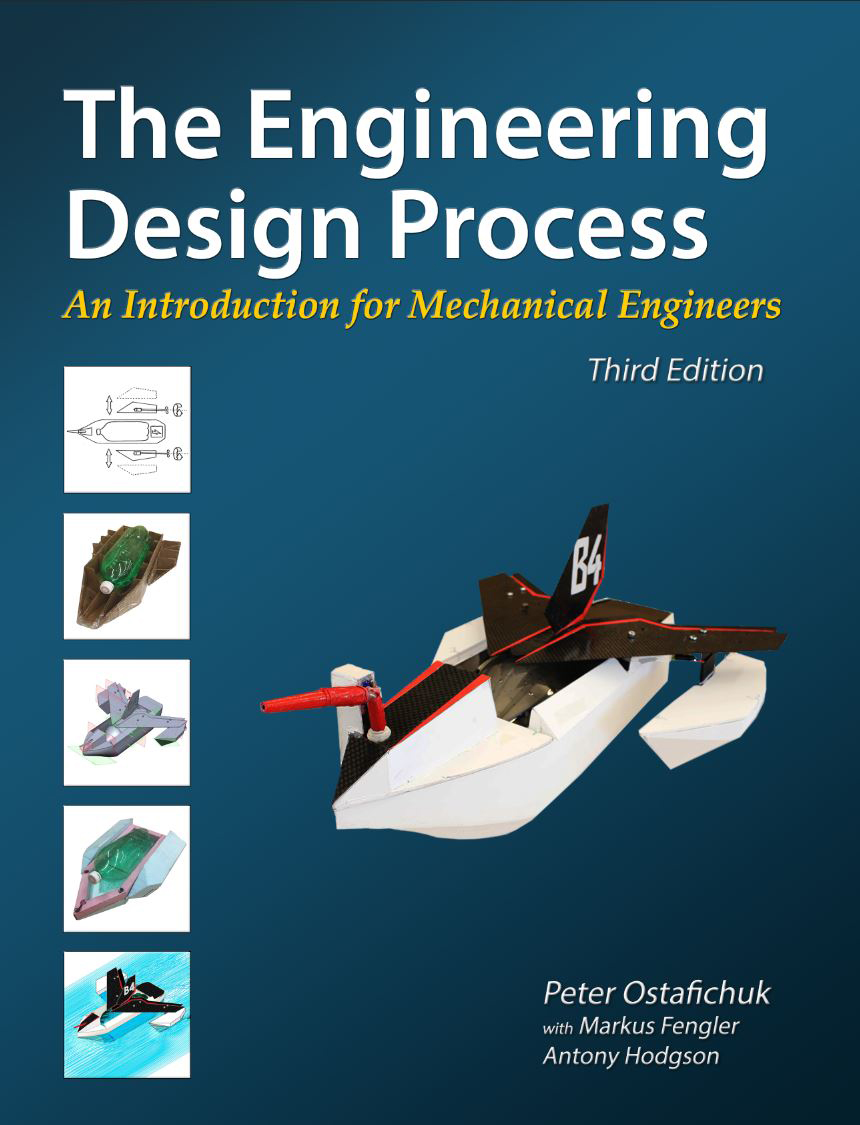 The Engineering
Design Process
An Introduction for Mechanical Engineers
Third Edition
B4
B4
Peter Ostafichuk
with Markus Fengler
Antony Hodgson